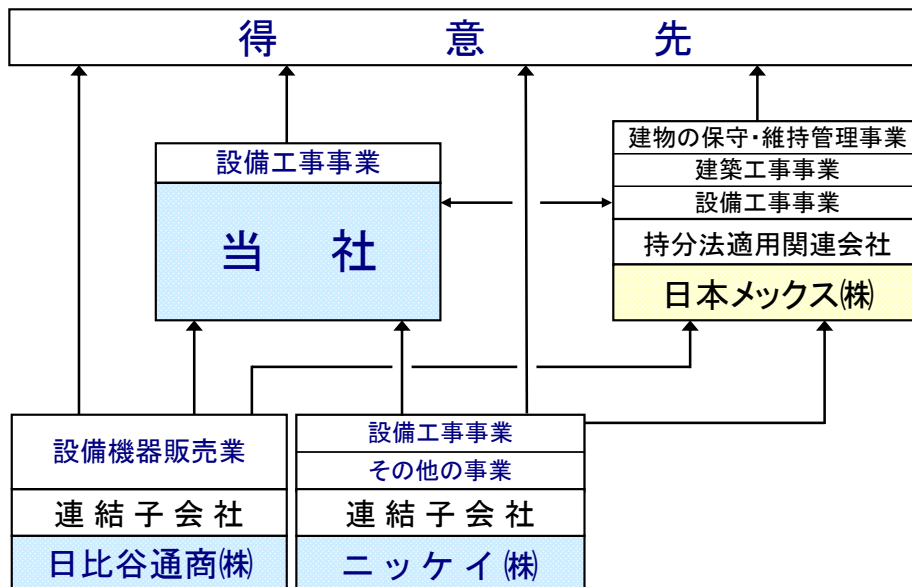 得意先
設備工事事業
当社
建物の保守・維持管理事業
建築工事事業
設備工事事業
持分法適用関連会社
日本メックス㈱
設備機器販売業
連結子会社
日比谷通商㈱
設備工事事業
その他の事業
連結子会社
ニッケイ㈱